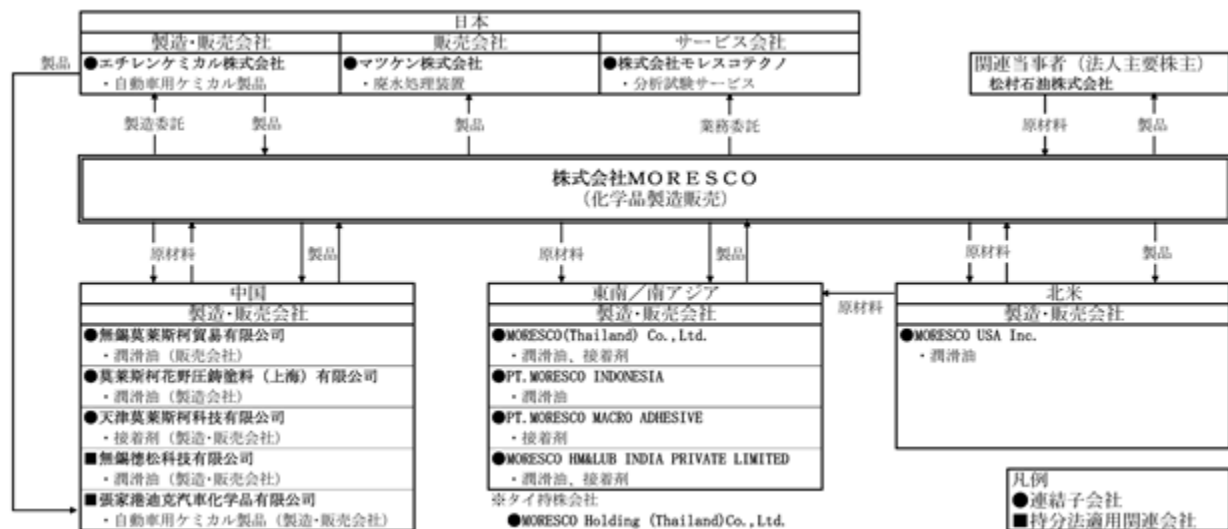 日本
製造・販売会社
販売会社
サービス会社
製品
●エチレンケミカル株式会社
・自動車用ケミカル製品
●マツケン株式会社
・廃水処理装置
●株式会社モレスコテクノ
・分析試験サービス
関連当事者（法人主要株主）
松村石油株式会社
製造委託
製品
製品
業務委託
原材料
製品
株式会社MORESCO
（化学品製造販売）
原材料
製品
原材料
製品
原材料
製品
中国
製造・販売会社
●無錫莫莱斯柯貿易有限公司
・潤滑油（販売会社）
●莫莱斯柯花野圧鋳塗料（上海）有限公司
・潤滑油（製造会社）
●天津莫莱斯柯科技有限公司
・接着剤（製造・販売会社）
■無錫德松科技有限公司
・潤滑油（製造・販売会社）
■張家港迪克汽車化学品有限公司
・自動車用ケミカル製品（製造・販売会社）
東南／南アジア
製造・販売会社
●MORESCO(Thailand) Co.,Ltd.
・潤滑油、接着剤
●PT.MORESCO INDONESIA
・潤滑油
●PT.MORESCO MACRO ADHESIVE
・接着剤
●MORESCO HM&LUB INDIA PRIVATE LIMITED
・潤滑油、接着剤
※タイ持株会社
●MORESCO Holding (Thailand)Co.,Ltd.
原材料
北米
製造・販売会社
●MORESCO USA Inc.
・潤滑油
凡例
●連結子会社
■持分法適用関連会社